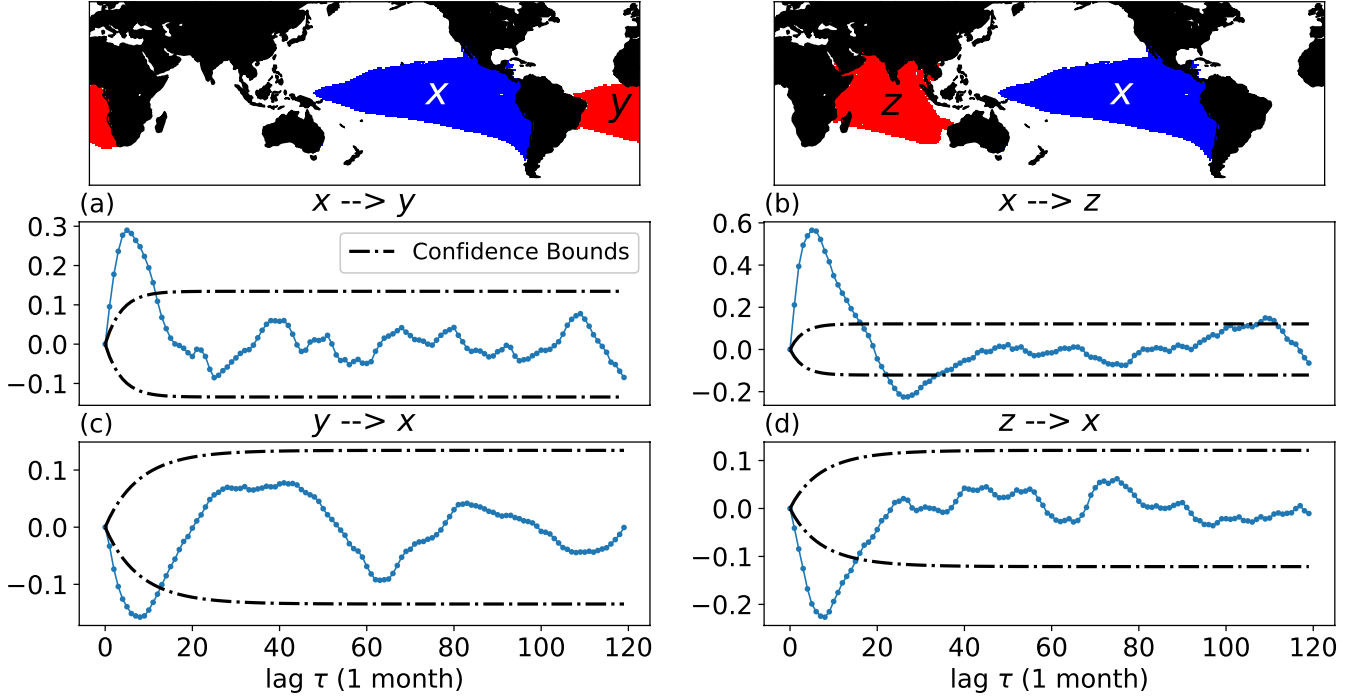 x
y
z
x
(a)
x --> y
(b)
x --> z
0.3
0.2
0.1
0.0
−0.1
Confidence Bounds
0.6
0.4
0.2
0.0
−0.2
(c)
y --> x
(d)
z --> x
0.1
0.0
−0.1
0.1
0.0
−0.1
−0.2
0 20 40 60 80 100 120
0 20 40 60 80 100 120
lag τ (1 month)
lag τ (1 month)